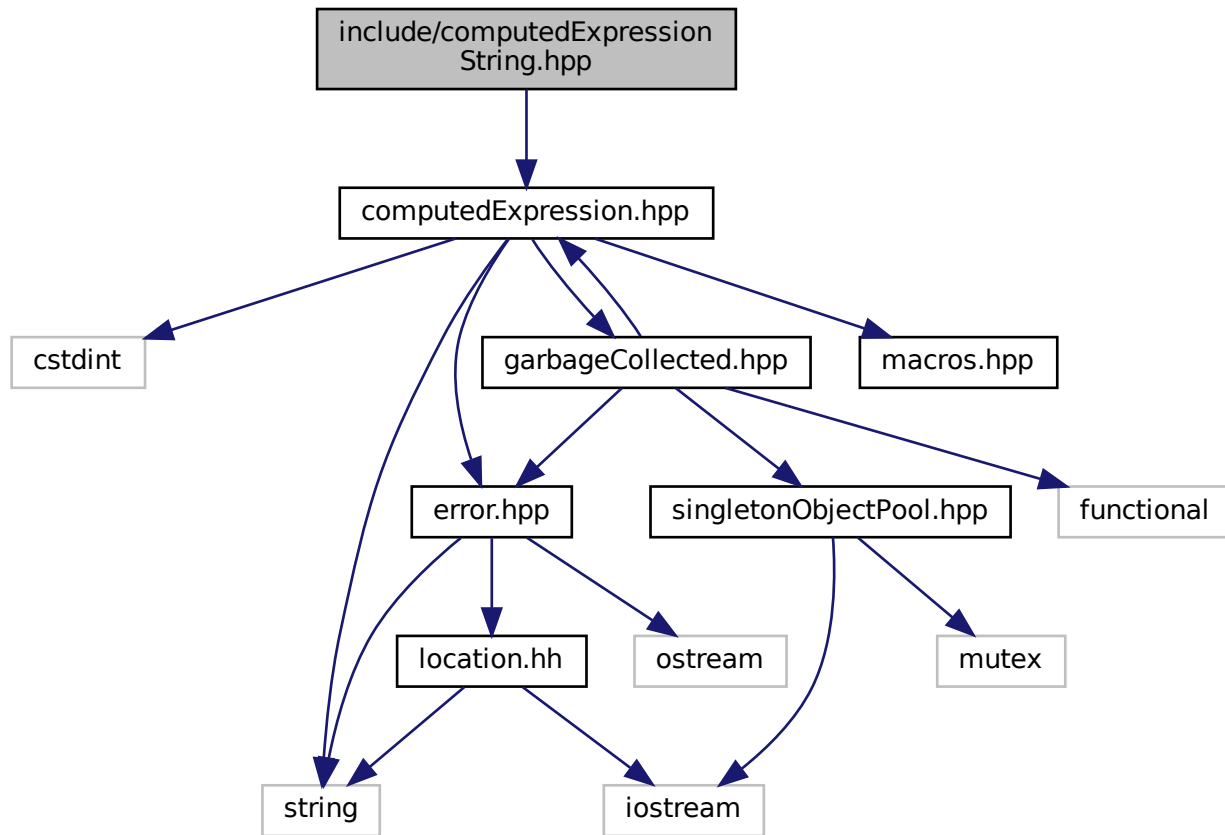 include/computedExpression
String.hpp
computedExpression.hpp
cstdint
garbageCollected.hpp
macros.hpp
error.hpp
singletonObjectPool.hpp
functional
location.hh
ostream
mutex
string
iostream